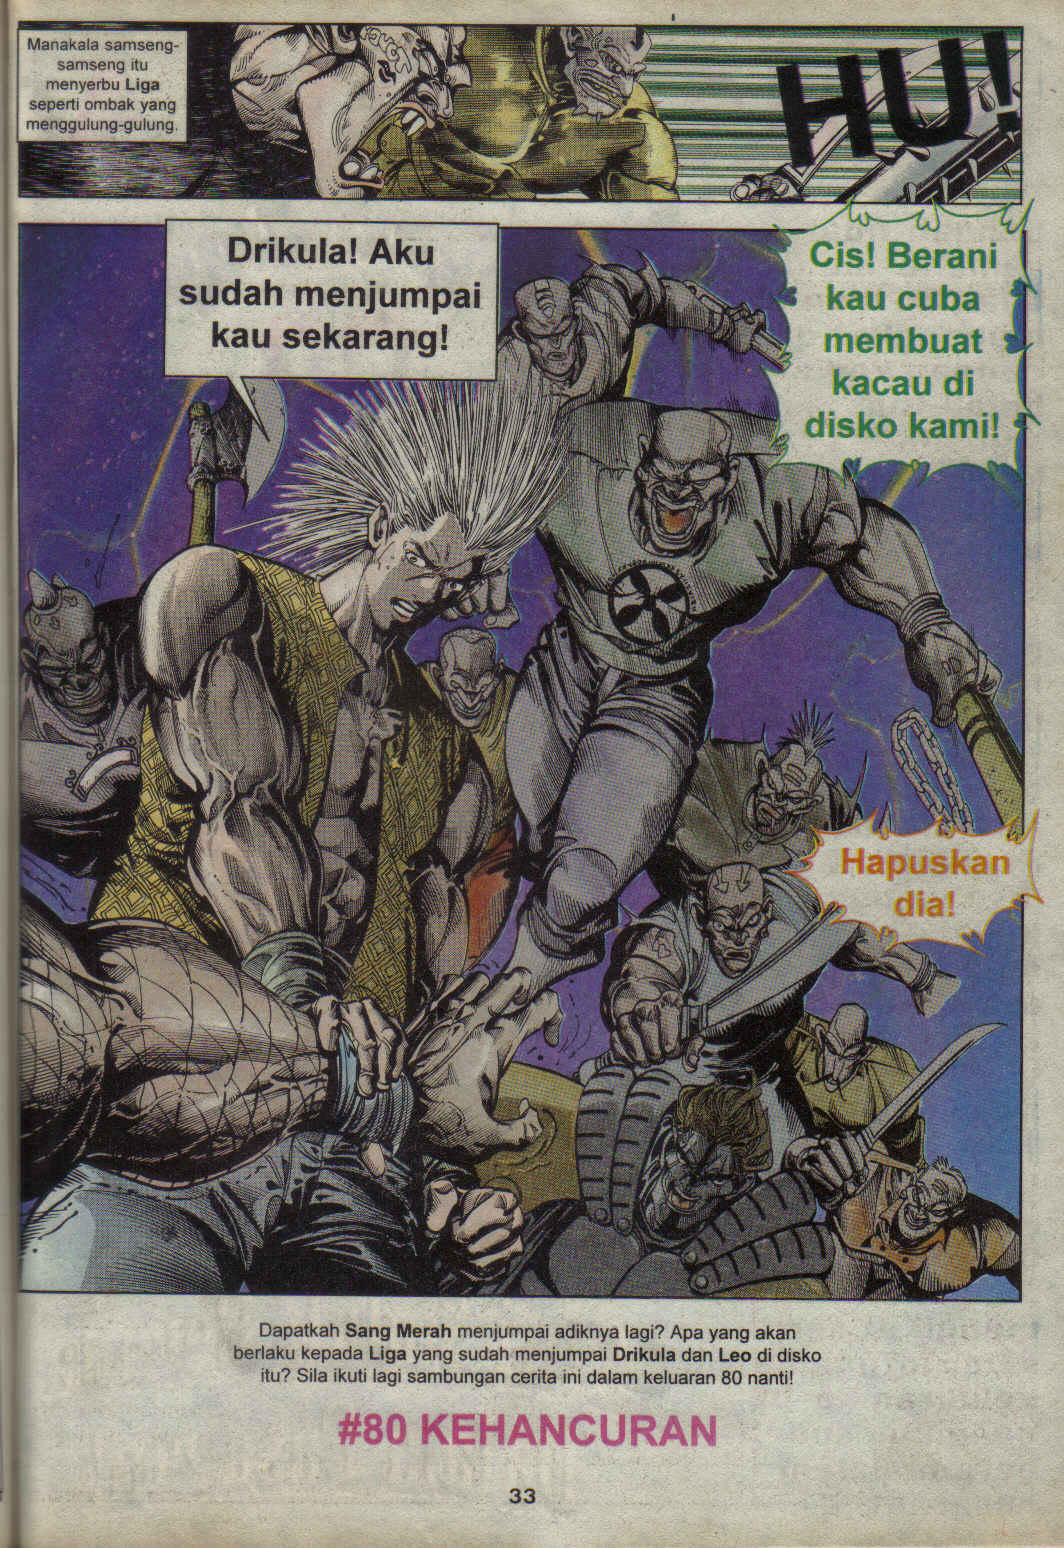 Manakala samseng-
samseng itu
menyerbu Liga
seperti ombak yang
menggulung-gulung.
HU!
Drikula! Aku
sudah menjumpai
kau sekarang!
Cis! Berani
kau cuba
membuat
kacau di
disko kami!
Hapuskan
dia!
Dapatkah Sang Merah menjumpai adiknya lagi? Apa yang akan
berlaku kepada Liga yang sudah menjumpai Drikula dan Leo di disko
itu? Sila ikuti lagi sambungan cerita ini dalam keluaran 80 nanti!
#80 KEHANCURAN
33